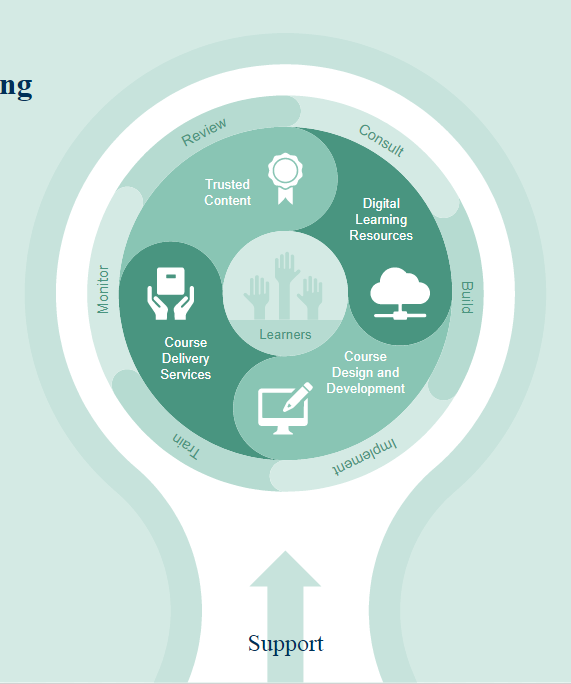 ng
Review
Consult
Trusted
Content
Digital
Learning
Resources
Monitor
Build
Learners
Course
Delivery
Services
Course
Design and
Development
Train
Implement
Support